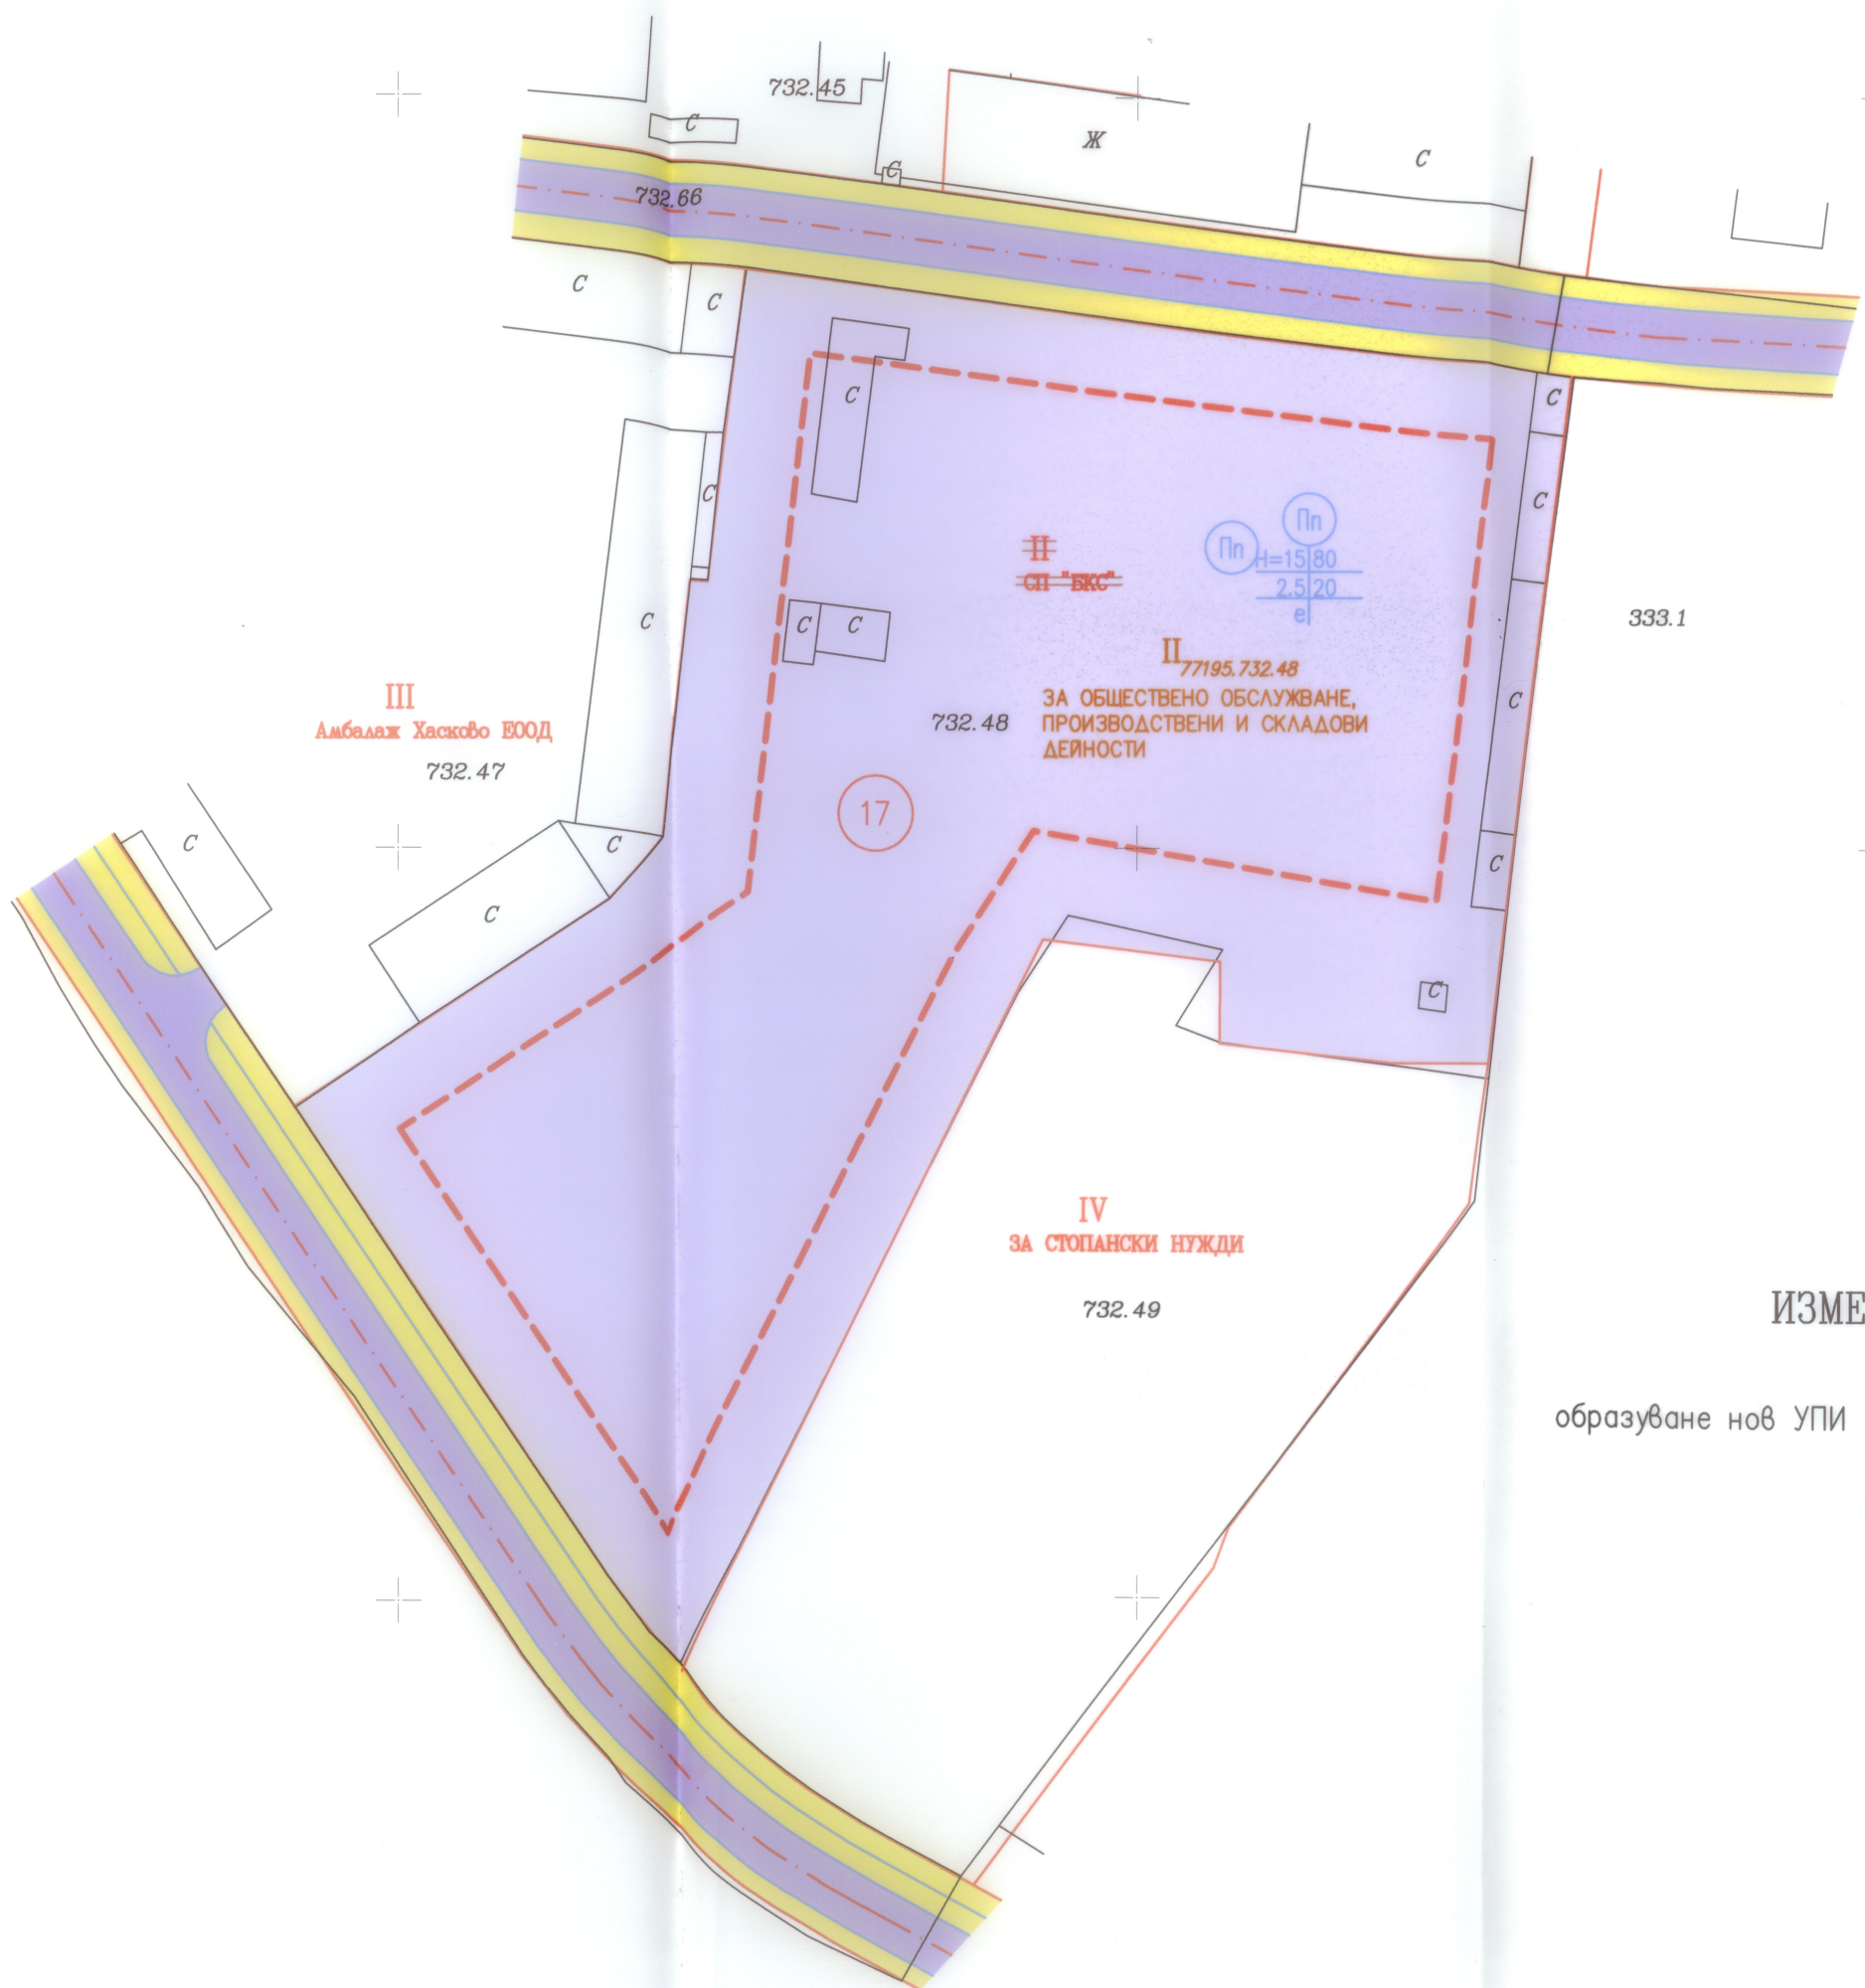 732.45
С
Ж
С
С
732.66
С
С
С
С
С
С
Пп
Пп
H=15 80
2.5 20
е
II
СП "БКС"
С
С
С
333.1
II 77195.732.48
ЗА ОБЩЕСТВЕНО ОБСЛУЖВАНЕ,
ПРОИЗВОДСТВЕНИ И СКЛАДОВИ
ДЕЙНОСТИ
732.48
С
III
Амбалаж Хасково ЕООД
732.47
17
С
С
С
С
С
IV
ЗА СТОПАНСКИ НУЖДИ
732.49
ИЗМЕ
образуване нов УПИ